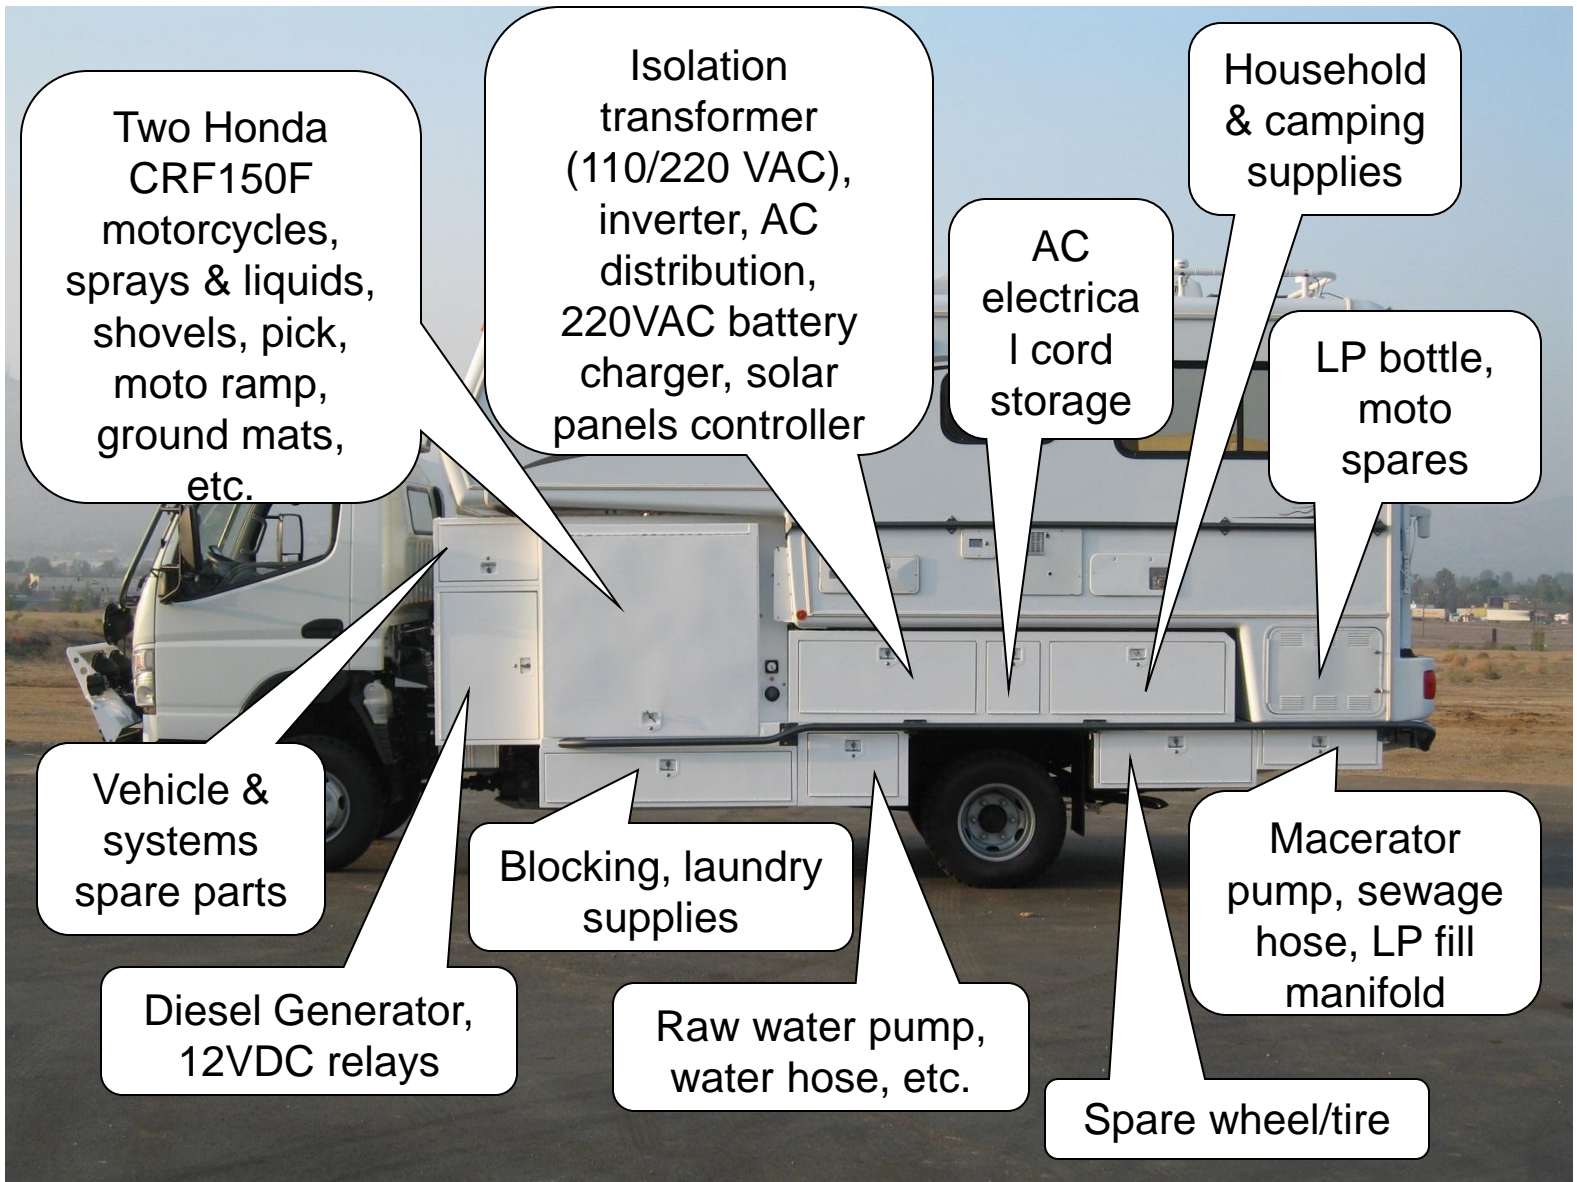 Two Honda
CRF150F
motorcycles,
sprays & liquids,
shovels, pick,
moto ramp,
ground mats,
etc.
Isolation
transformer
(110/220 VAC),
inverter, AC
distribution,
220VAC battery
charger, solar
panels controller
AC
electrica
l cord
storage
Household
& camping
supplies
LP bottle,
moto
spares
Vehicle &
systems
spare parts
Diesel Generator,
12VDC relays
Blocking, laundry
supplies
Raw water pump,
water hose, etc.
Spare wheel/tire
Macerator
pump, sewage
hose, LP fill
manifold